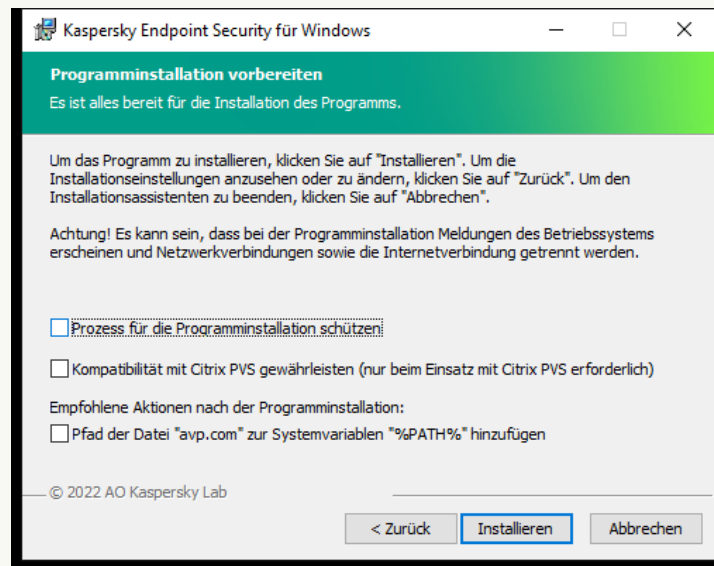 Kaspersky Endpoint Security für Windows
Programminstallation vorbereiten
Es ist alles bereit für die Installation des Programms.
Um das Programm zu installieren, klicken Sie auf "Installieren". Um die
Installationseinstellungen anzusehen oder zu ändern, klicken Sie auf "Zurück". Um den
Installationsassistenten zu beenden, klicken Sie auf "Abbrechen".
Achtung! Es kann sein, dass bei der Programminstallation Meldungen des Betriebssystems
erscheinen und Netzwerkverbindungen sowie die Internetverbindung getrennt werden.
Prozess für die Programminstallation schützen
Kompatibilität mit Citrix PVS gewährleisten (nur beim Einsatz mit Citrix PVS erforderlich)
Empfohlene Aktionen nach der Programminstallation:
Pfad der Datei "avp.com" zur Systemvariablen "%PATH%" hinzufügen
© 2022 AO Kaspersky Lab
< Zurück Installieren Abbrechen